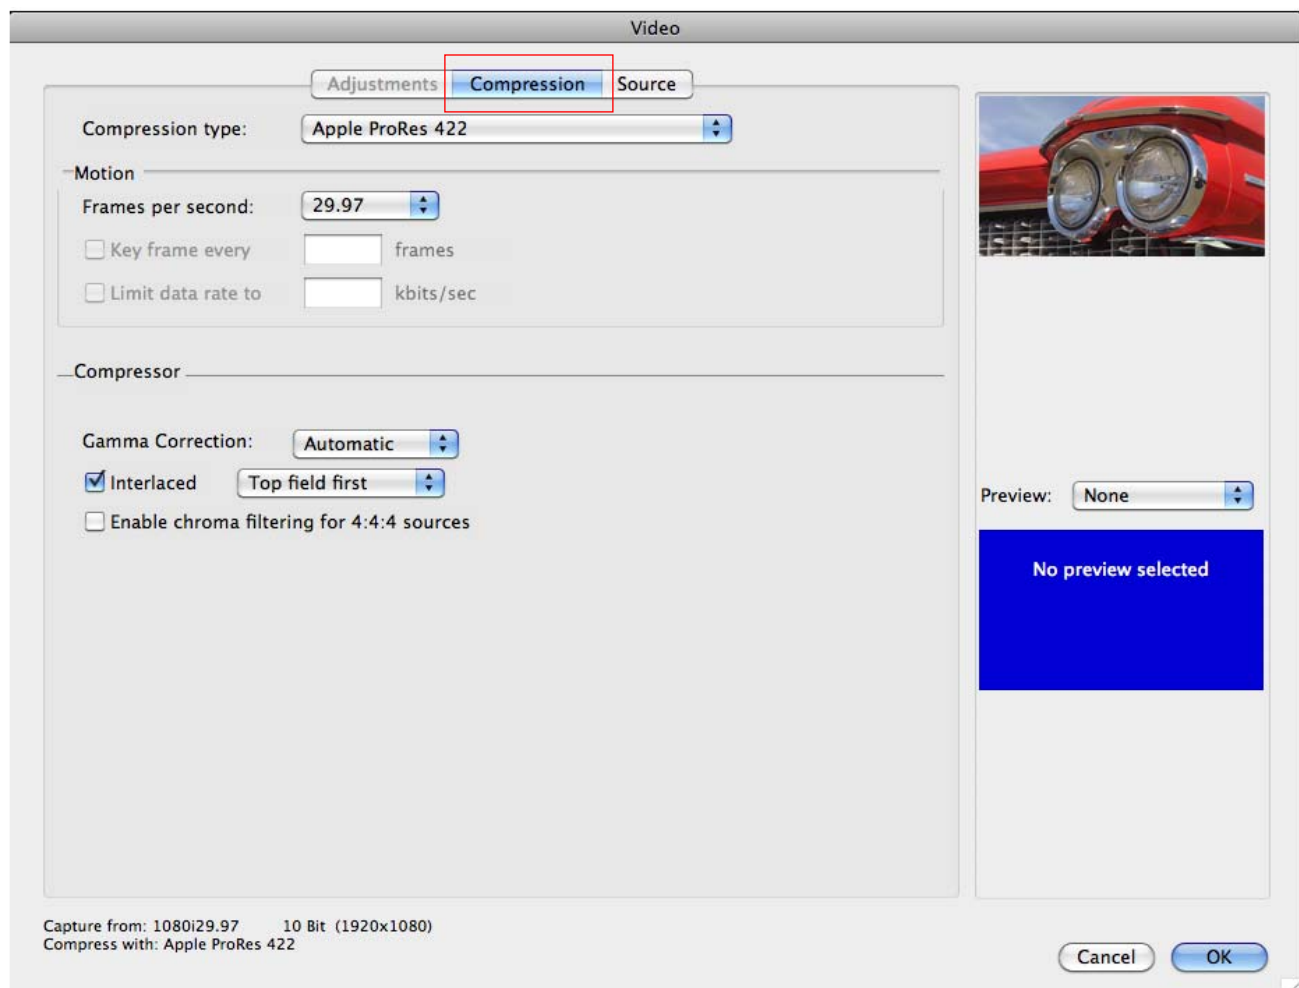 Video
Adjustments Compression Source
Compression type: Apple ProRes 422
Motion
Frames per second: 29.97
Key frame every frames
Limit data rate to kbits/sec
Compressor
Gamma Correction: Automatic
Interlaced Top field first
Enable chroma filtering for 4:4:4 sources
Preview: None
No preview selected
Capture from: 1080i29.97 10 Bit (1920x1080)
Compress with: Apple ProRes 422
Cancel OK